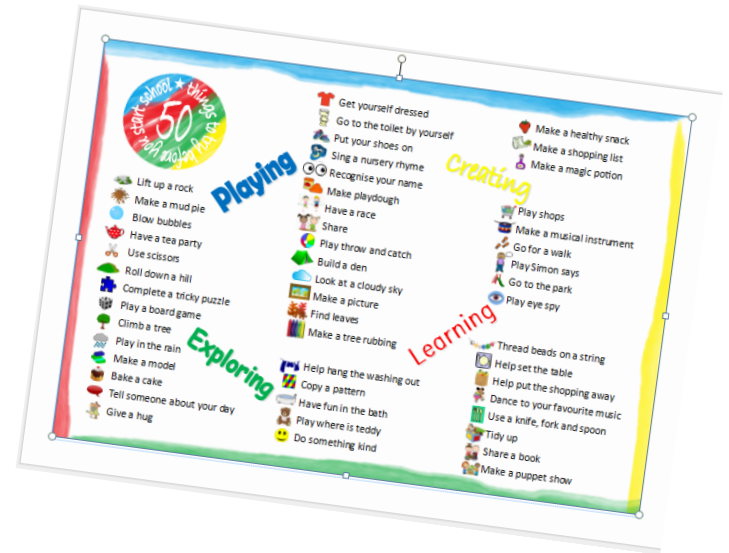 50 things to try before you start school
Playing
Creating
Exploring
Learning
Lift up a rock
Make a mud pie
Blow bubbles
Have a tea party
Use scissors
Roll down a hill
Complete a tricky puzzle
Play a board game
Climb a tree
Play in the rain
Make a model
Bake a cake
Tell someone about your day
Give a hug
Get yourself dressed
Go to the toilet by yourself
Put your shoes on
Sing a nursery rhyme
Recognise your name
Make playdough
Have a race
Share
Play throw and catch
Build a den
Look at a cloudy sky
Make a picture
Find leaves
Make a tree rubbing
Help hang the washing out
Copy a pattern
Have fun in the bath
Play where is teddy
Do something kind
Make a healthy snack
Make a shopping list
Make a magic potion
Play shops
Make a musical instrument
Go for a walk
Play Simon says
Go to the park
Play eye spy
Thread beads on a string
Help set the table
Help put the shopping away
Dance to your favourite music
Use a knife, fork and spoon
Tidy up
Share a book
Make a puppet show